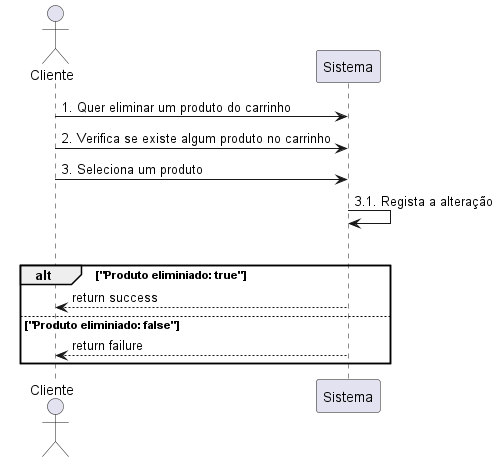 Cliente
Sistema
1. Quer eliminar um produto do carrinho
2. Verifica se existe algum produto no carrinho
3. Seleciona um produto
3.1. Regista a alteração
alt ["Produto eliminiado: true"]
return success
["Produto eliminiado: false"]
return failure
Cliente
Sistema